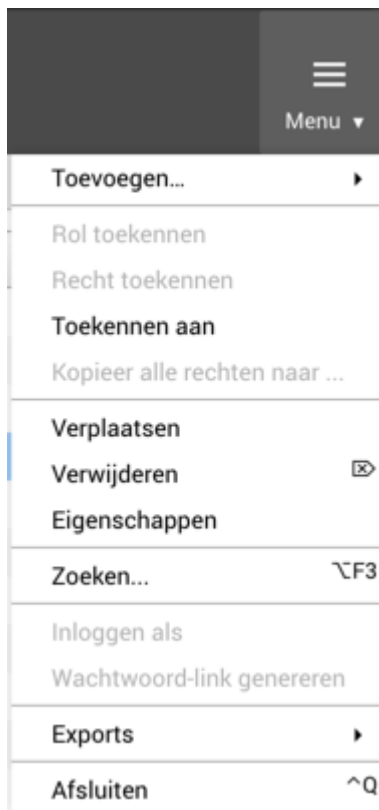 Menu ▾
Toevoegen… ▸
Rol toekennen
Recht toekennen
Toekennen aan
Kopieer alle rechten naar ...
Verplaatsen
Verwijderen ⌦
Eigenschappen
Zoeken... ⌥F3
Inloggen als
Wachtwoord-link genereren
Exports ▸
Afsluiten ^Q